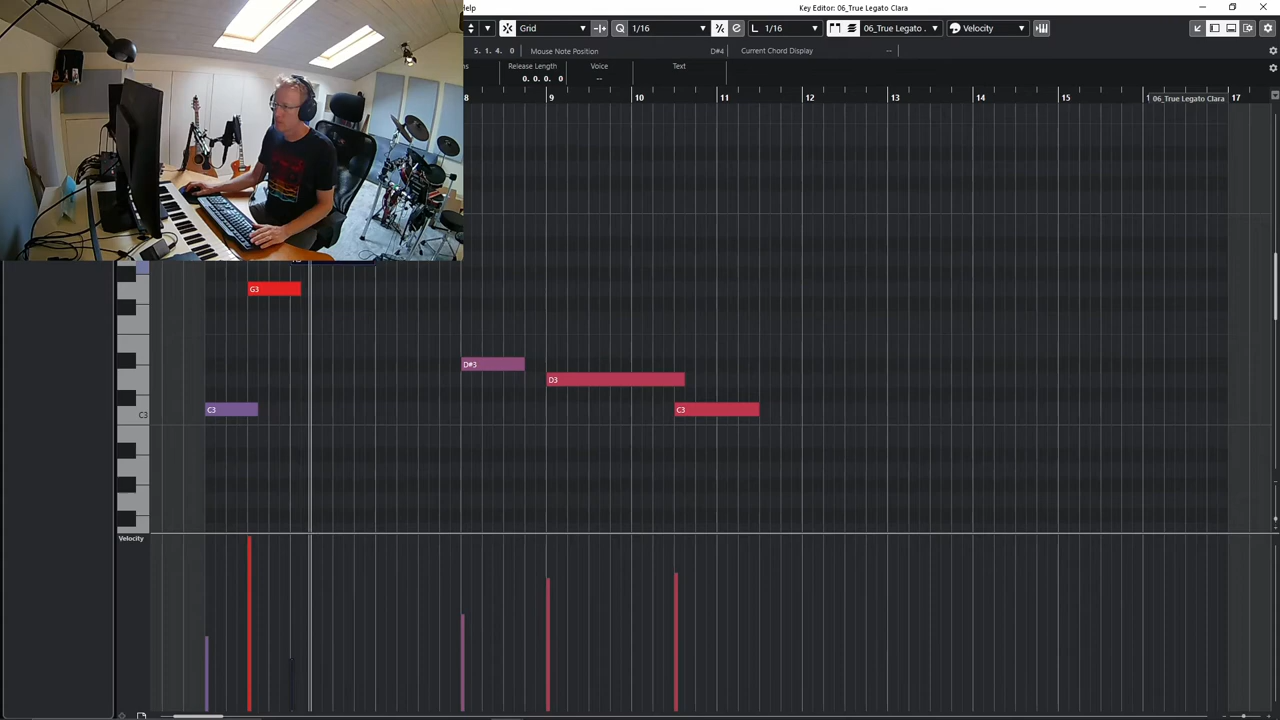 elp
Key Editor: 06_True Legato Clara
Grid
Q
1/16
L
1/16
06_True Legato .
Velocity
5. 1. 4. 0
Mouse Note Position
D#4
Current Chord Display
--
Release Length
Voice
Text
0. 0. 0. 0
--
8
9
10
11
12
13
14
15
06_True Legato Clara
17
G3
D#3
D3
C3
C3
C3
Velocity